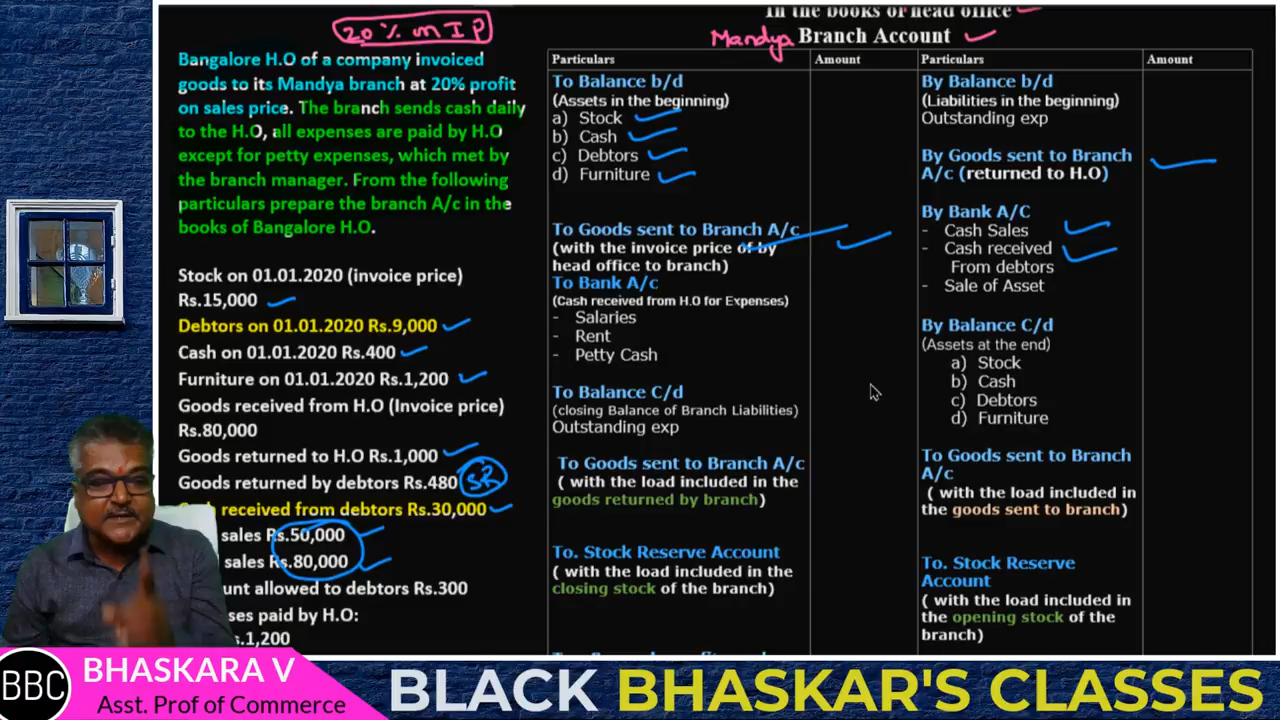 20% on I P
Bangalore H.O of a company invoiced
goods to its Mandya branch at 20% profit
on sales price. The branch sends cash daily
to the H.O, all expenses are paid by H.O
except for petty expenses, which met by
the branch manager. From the following
particulars prepare the branch A/c in the
books of Bangalore H.O.
Stock on 01.01.2020 (invoice price)
Rs.15,000
Debtors on 01.01.2020 Rs.9,000
Cash on 01.01.2020 Rs.400
Furniture on 01.01.2020 Rs.1,200
Goods received from H.O (Invoice price)
Rs.80,000
Goods returned to H.O Rs.1,000
Goods returned by debtors Rs.480 SR
received from debtors Rs.30,000
sales Rs.50,000
sales Rs.80,000
unt allowed to debtors Rs.300
ses paid by H.O:
s.1,200
In the books of head office
Mandya Branch Account
Particulars Amount Particulars Amount
To Balance b/d
(Assets in the beginning)
a) Stock
b) Cash
c) Debtors
d) Furniture
To Goods sent to Branch A/c
(with the invoice price of by
head office to branch)
To Bank A/c
(Cash received from H.O for Expenses)
- Salaries
- Rent
- Petty Cash
To Balance C/d
(closing Balance of Branch Liabilities)
Outstanding exp
To Goods sent to Branch A/c
( with the load included in the
goods returned by branch)
To. Stock Reserve Account
( with the load included in the
closing stock of the branch)
By Balance b/d
(Liabilities in the beginning)
Outstanding exp
By Goods sent to Branch
A/c (returned to H.O)
By Bank A/C
- Cash Sales
- Cash received
From debtors
- Sale of Asset
By Balance C/d
(Assets at the end)
a) Stock
b) Cash
c) Debtors
d) Furniture
To Goods sent to Branch
A/c
( with the load included in
the goods sent to branch)
To. Stock Reserve
Account
( with the load included in
the opening stock of the
branch)
BBC
BHASKARA V
Asst. Prof of Commerce
BLACK BHASKAR'S CLASSES